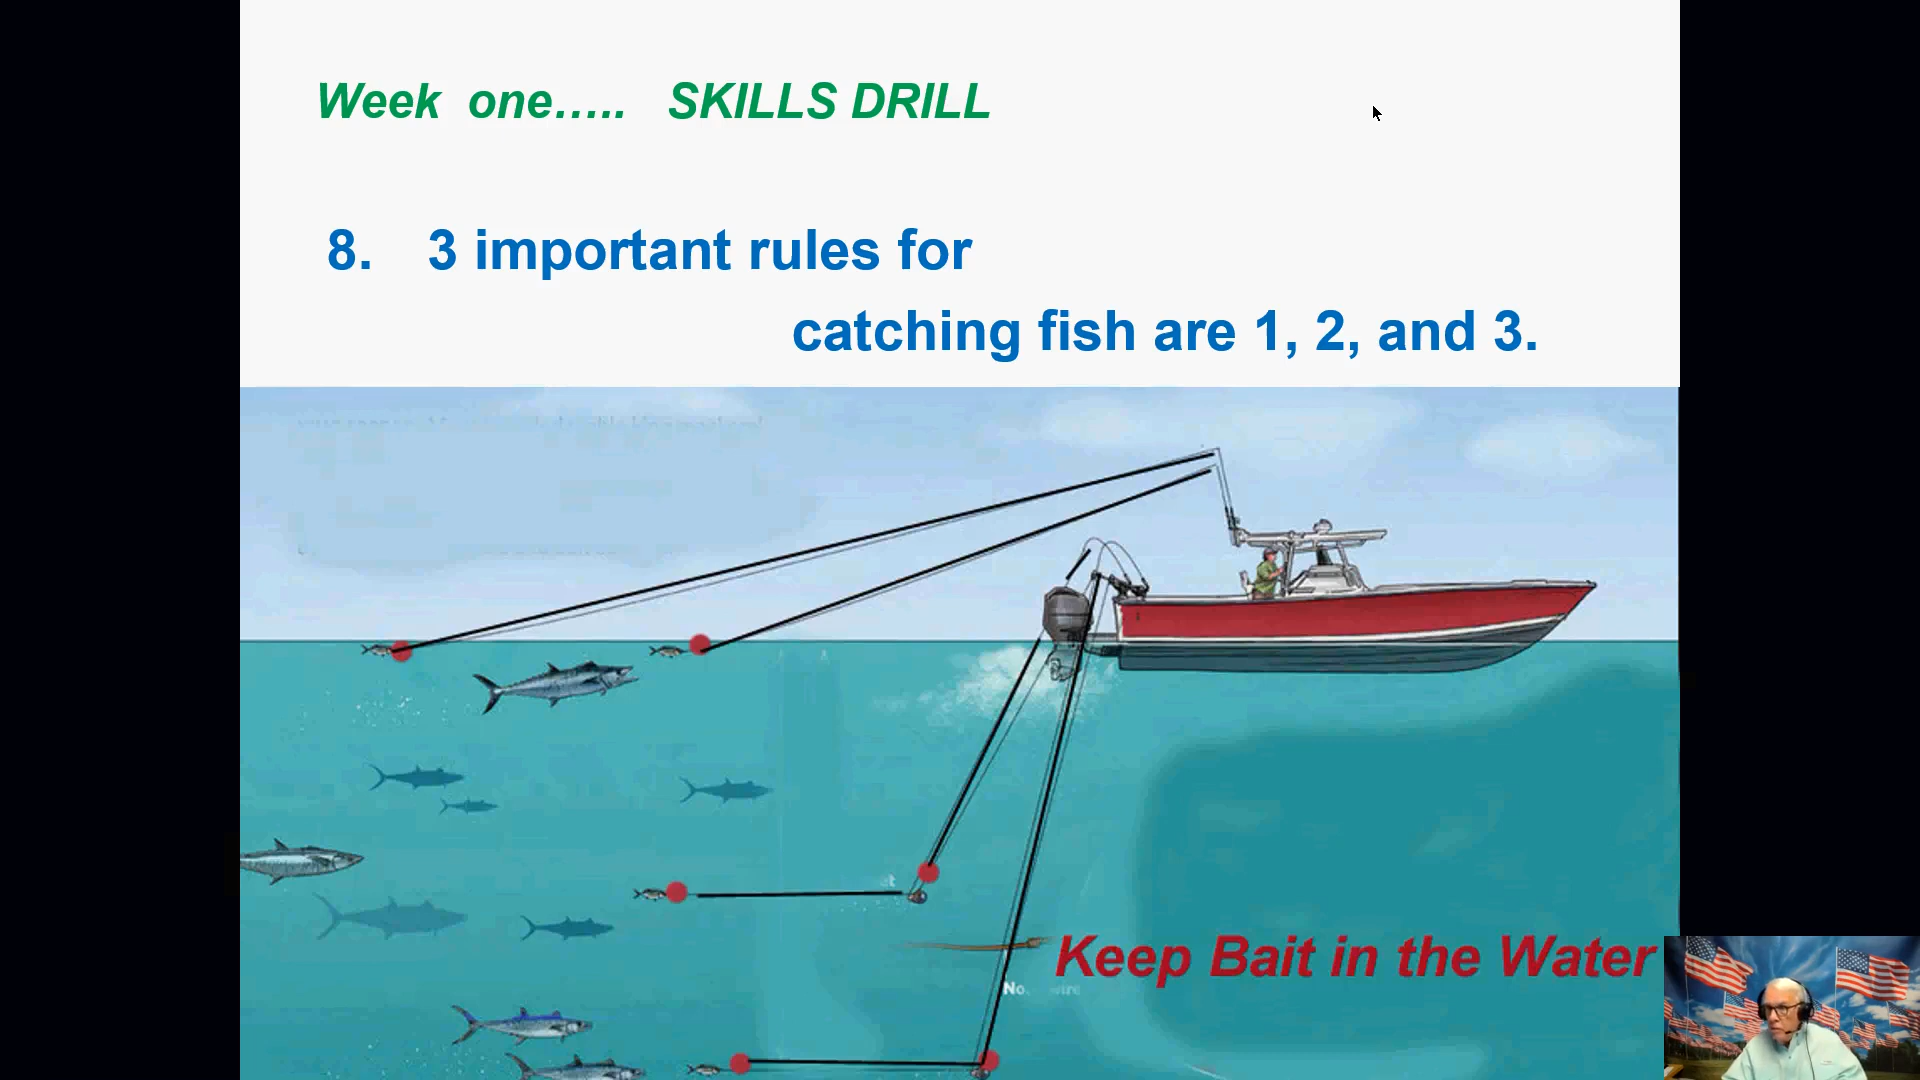 Week one….. SKILLS DRILL
8. 3 important rules for
catching fish are 1, 2, and 3.
Keep Bait in the Water